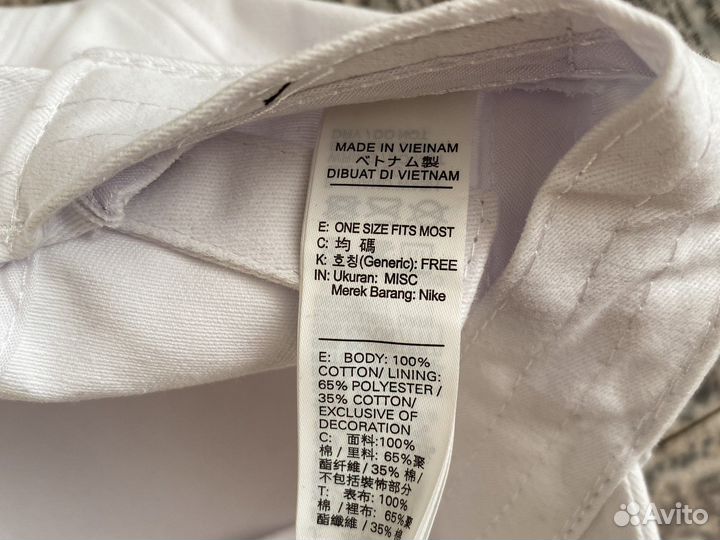 MADE IN VIEINAM
ベトナム製
DIBUAT DI VIETNAM
E: ONE SIZE FITS MOST
C: 均 碼
K: 호칭(Generic): FREE
IN: Ukuran: MISC
Merek Barang: Nike
E: BODY: 100%
COTTON/ LINING:
65% POLYESTER /
35% COTTON/
EXCLUSIVE OF
DECORATION
C: 面料:100%
棉 / 里料: 65%聚
酯纤維 / 35% 棉/
不包括裝饰部分
T: 表布: 100%
棉 / 裡布: 65%聚
酯纖維 / 35% 棉/
Avito